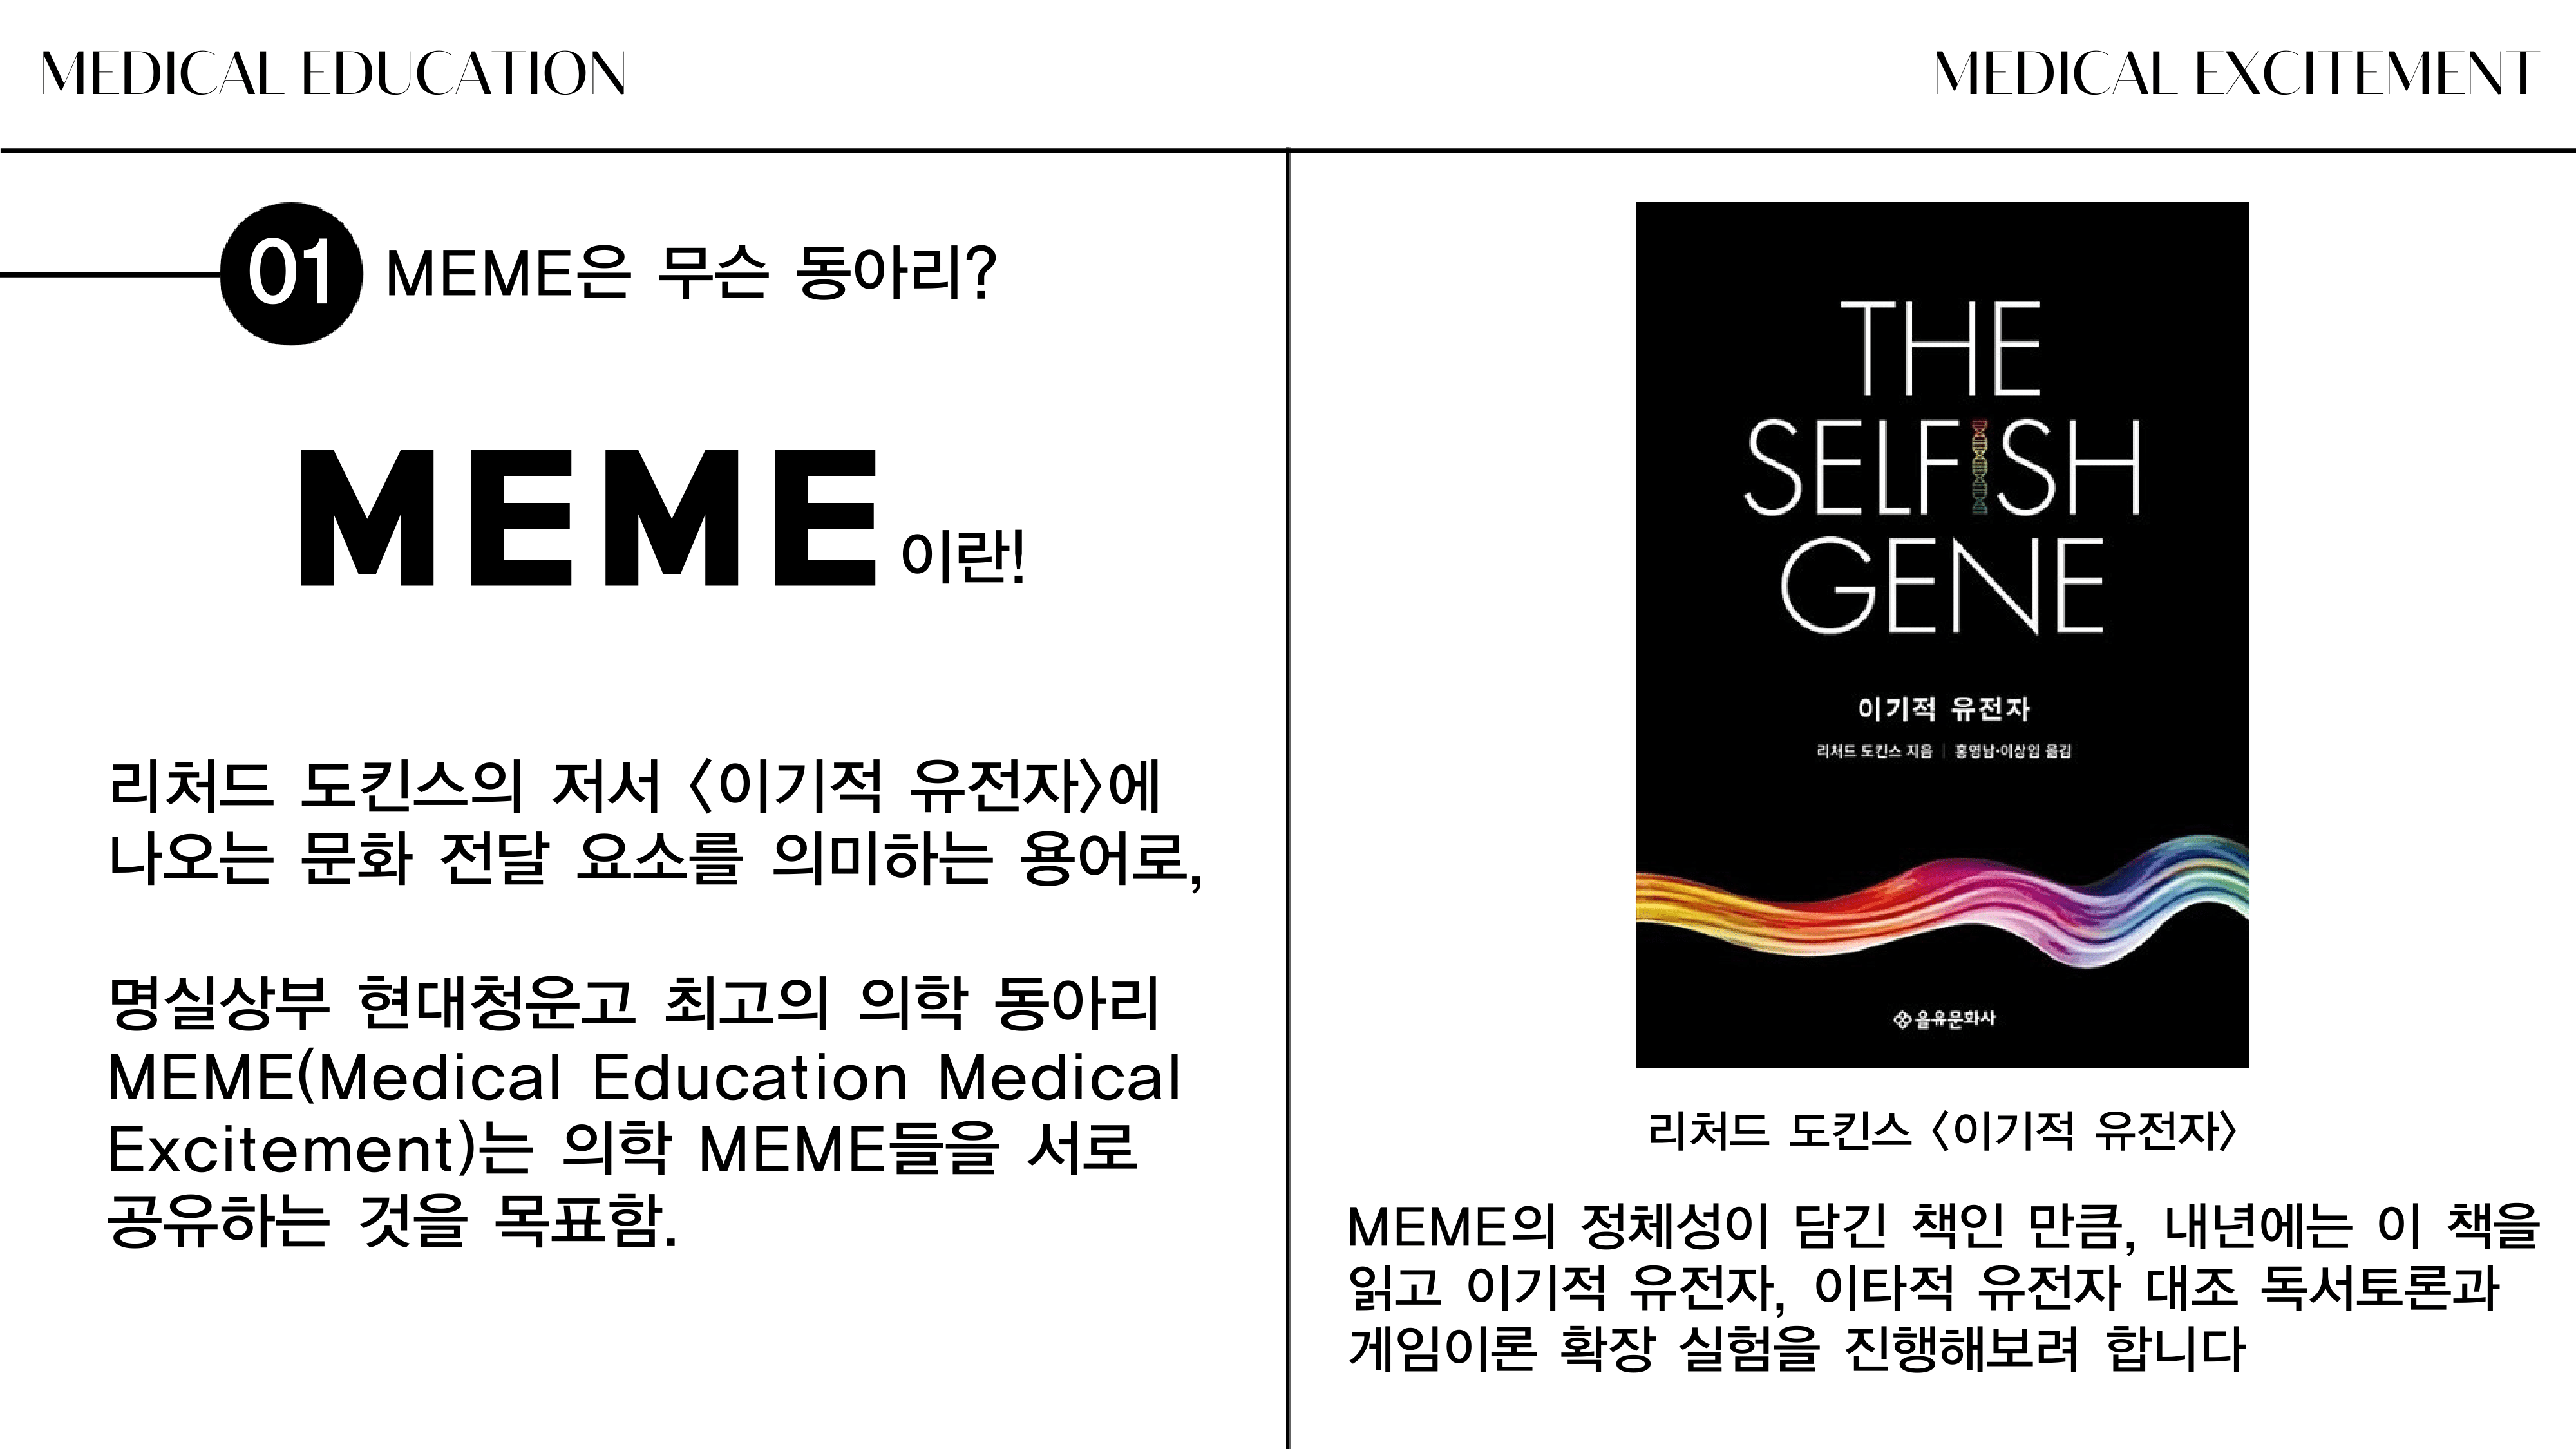 MEDICAL EDUCATION
MEDICAL EXCITEMENT
01 MEME은 무슨 동아리?
MEME이란!
리처드 도킨스의 저서 〈이기적 유전자〉에
나오는 문화 전달 요소를 의미하는 용어로,
명실상부 현대청운고 최고의 의학 동아리
MEME(Medical Education Medical
Excitement)는 의학 MEME들을 서로
공유하는 것을 목표함.
THE
SELFISH
GENE
이기적 유전자
리처드 도킨스 지음 | 홍영남·이상임 옮김
을유문화사
리처드 도킨스 〈이기적 유전자〉
MEME의 정체성이 담긴 책인 만큼, 내년에는 이 책을
읽고 이기적 유전자, 이타적 유전자 대조 독서토론과
게임이론 확장 실험을 진행해보려 합니다